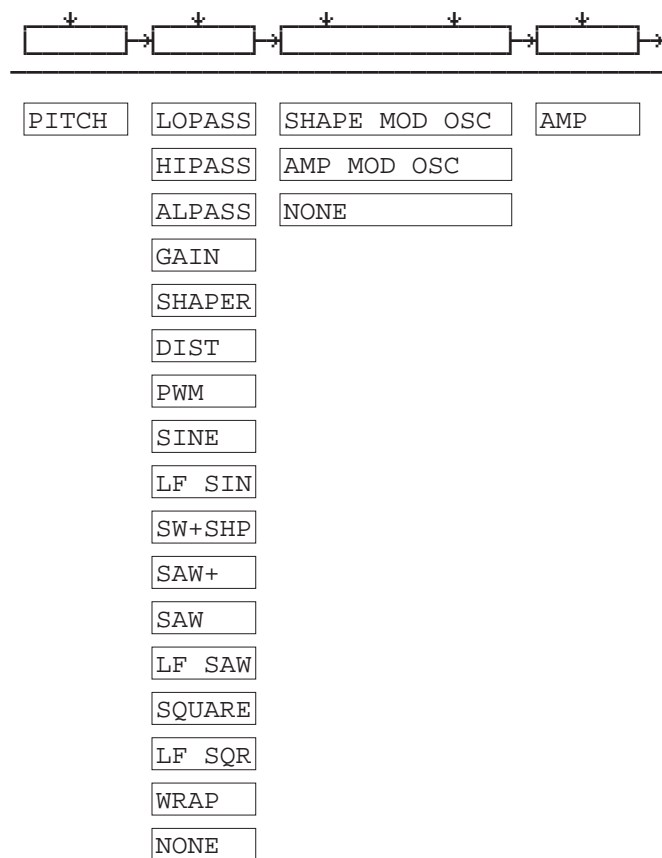 PITCH LOPASS SHAPE MOD OSC AMP
HIPASS AMP MOD OSC
ALPASS NONE
GAIN
SHAPER
DIST
PWM
SINE
LF SIN
SW+SHP
SAW+
SAW
LF SAW
SQUARE
LF SQR
WRAP
NONE